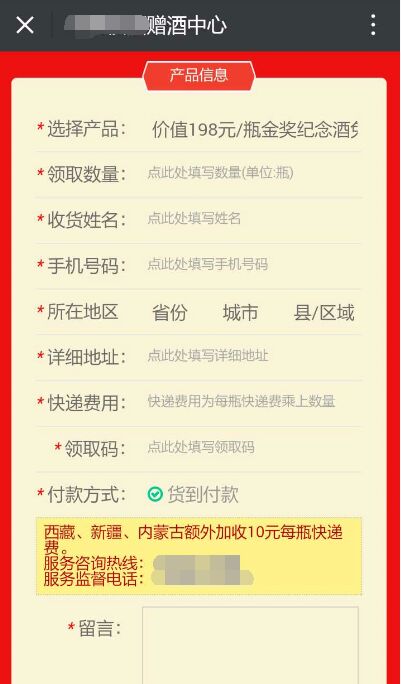 赠酒中心
产品信息
*选择产品： 价值198元/瓶金奖纪念酒免
*领取数量： 点此处填写数量(单位:瓶)
*收货姓名： 点此处填写姓名
*手机号码： 点此处填写手机号码
*所在地区 省份 城市 县/区域
*详细地址： 点此处填写详细地址
*快递费用： 快递费用为每瓶快递费乘上数量
*领取码： 点此处填写领取码
*付款方式： 货到付款
西藏、新疆、内蒙古额外加收10元每瓶快递
费。
服务咨询热线：
服务监督电话：
*留言：